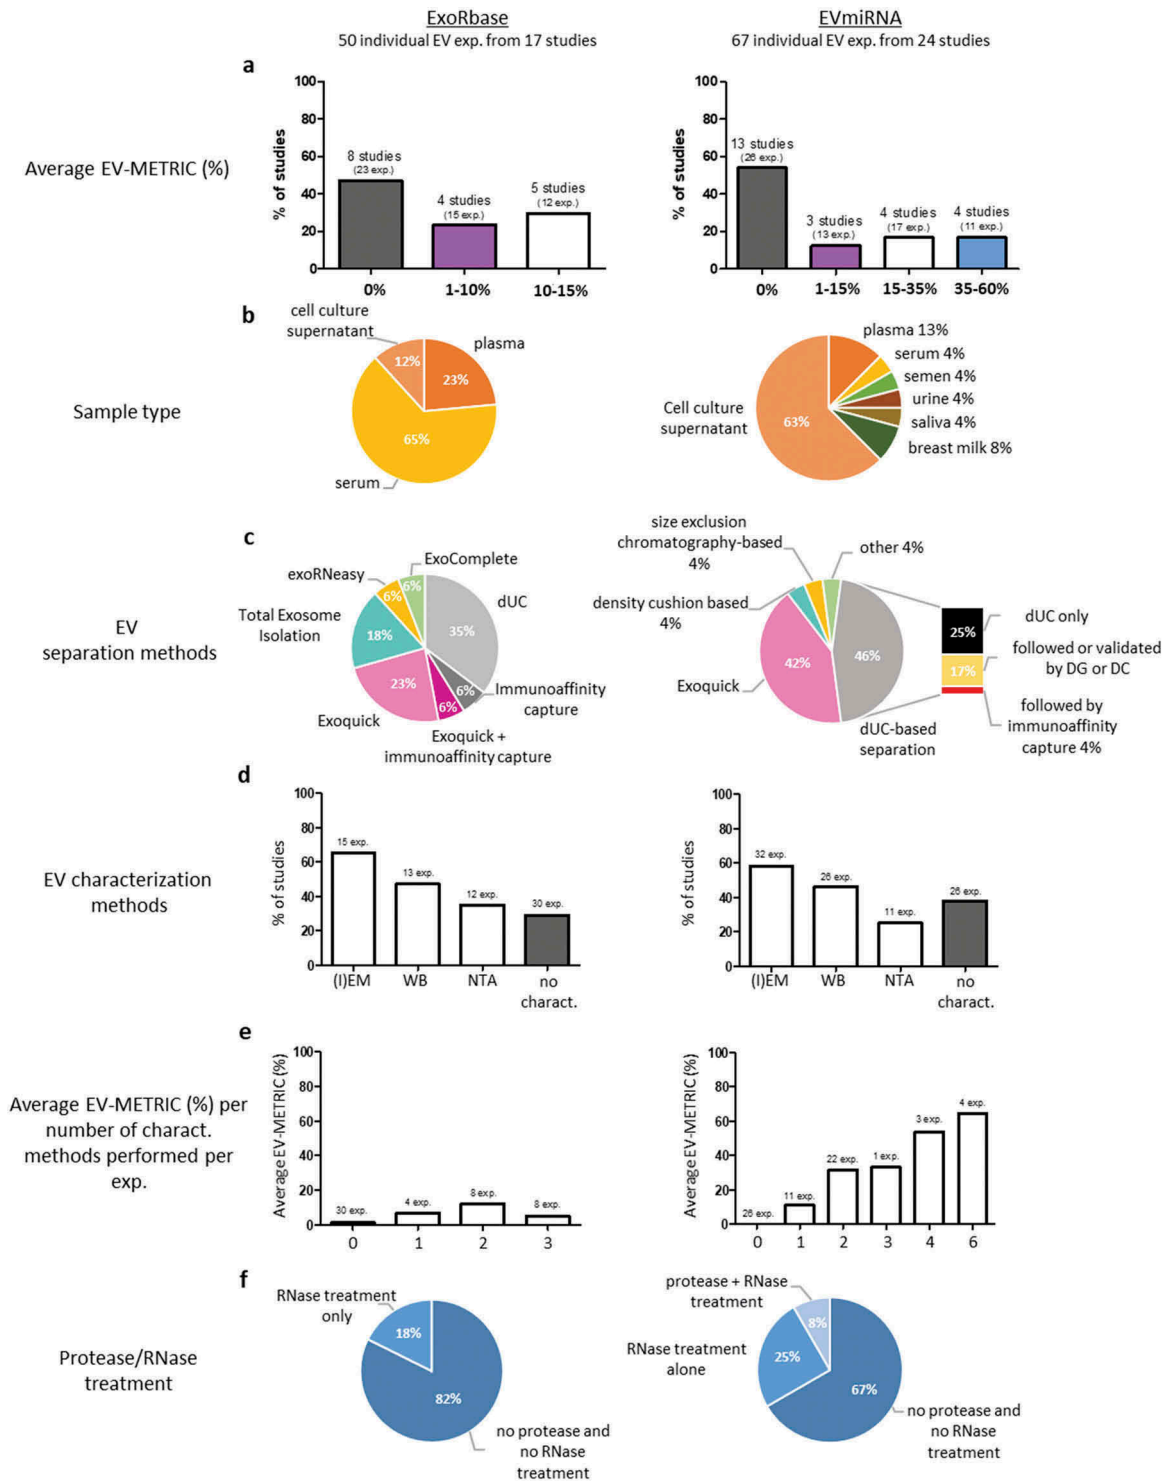 ExoRbase
50 individual EV exp. from 17 studies
EVmiRNA
67 individual EV exp. from 24 studies
a
Average EV-METRIC (%)
% of studies
100
80
60
40
20
0
8 studies
(23 exp.)
4 studies
(15 exp.)
5 studies
(12 exp.)
0%
1-10%
10-15%
% of studies
100
80
60
40
20
0
13 studies
(26 exp.)
3 studies
(13 exp.)
4 studies
(17 exp.)
4 studies
(11 exp.)
0%
1-15%
15-35%
35-60%
b
Sample type
cell culture
supernatant
12%
plasma
23%
65%
serum
Cell culture
supernatant
63%
plasma 13%
serum 4%
semen 4%
urine 4%
saliva 4%
breast milk 8%
c
EV
separation methods
ExoComplete
6%
exoRNeasy
6%
Total Exosome
Isolation
18%
dUC
35%
23%
Exoquick
6%
6%
Immunoaffinity
capture
Exoquick +
immunoaffinity capture
size exclusion
chromatography-based
4%
other 4%
density cushion based
4%
42%
Exoquick
46%
dUC-based
separation
25%
dUC only
17%
followed or validated
by DG or DC
followed by
immunoaffinity
capture 4%
d
EV characterization
methods
% of studies
100
80
60
40
20
0
15 exp.
13 exp.
12 exp.
30 exp.
(I)EM
WB
NTA
no
charact.
% of studies
100
80
60
40
20
0
32 exp.
26 exp.
11 exp.
26 exp.
(I)EM
WB
NTA
no
charact.
e
Average EV-METRIC (%) per
number of charact.
methods performed per
exp.
Average EV-METRIC (%)
100
80
60
40
20
0
30 exp.
4 exp.
8 exp.
8 exp.
0
1
2
3
Average EV-METRIC (%)
100
80
60
40
20
0
26 exp.
11 exp.
22 exp.
1 exp.
3 exp.
4 exp.
0
1
2
3
4
6
f
Protease/RNase
treatment
RNase treatment
only
18%
82%
no protease and
no RNase
treatment
protease + RNase
treatment
8%
RNase treatment
alone
25%
67%
no protease and
no RNase
treatment